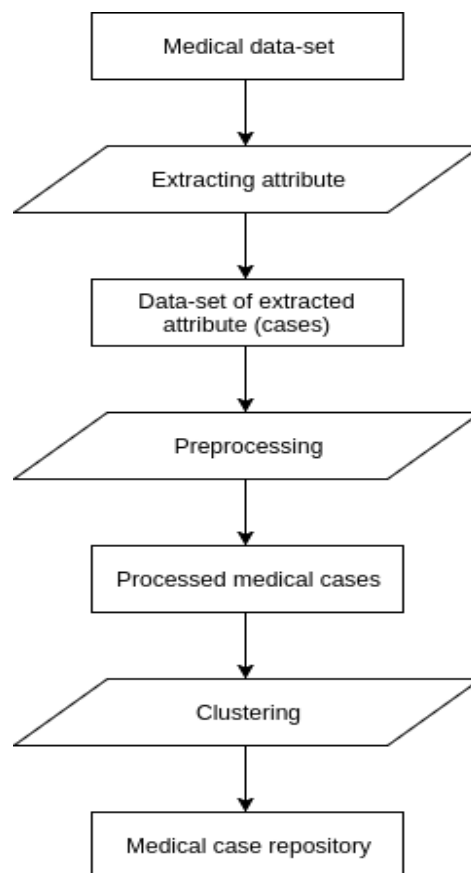 Medical data-set
Extracting attribute
Data-set of extracted
attribute (cases)
Preprocessing
Processed medical cases
Clustering
Medical case repository